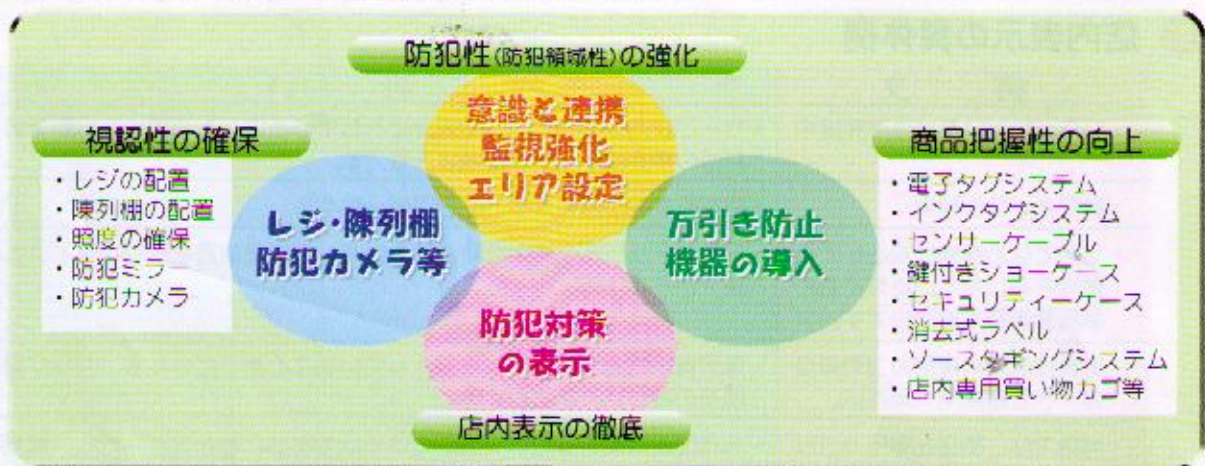 防犯性(防犯領域性)の強化
意識と連携
監視強化
エリア設定
視認性の確保
・レジの配置
・陳列棚の配置
・照度の確保
・防犯ミラー
・防犯カメラ
レジ・陳列棚
防犯カメラ等
万引き防止
機器の導入
商品把握性の向上
・電子タグシステム
・インクタグシステム
・センサーケーブル
・鍵付きショーケース
・セキュリティーケース
・消去式ラベル
・ソースタギングシステム
・店内専用買い物カゴ等
防犯対策
の表示
店内表示の徹底